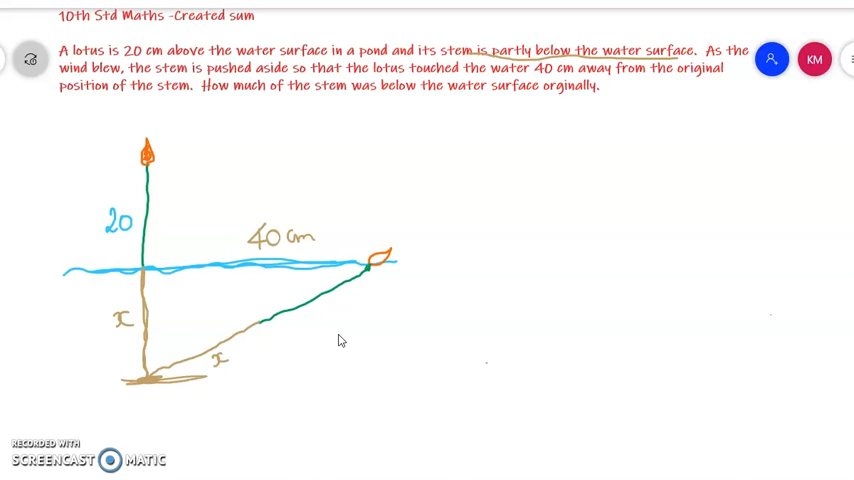 10th Std Maths -Created sum
A lotus is 20 cm above the water surface in a pond and its stem is partly below the water surface. As the
wind blew, the stem is pushed aside so that the lotus touched the water 40 cm away from the original
position of the stem. How much of the stem was below the water surface orginally.
KM
20
40 cm
x
x
RECORDED WITH
SCREENCAST MATIC